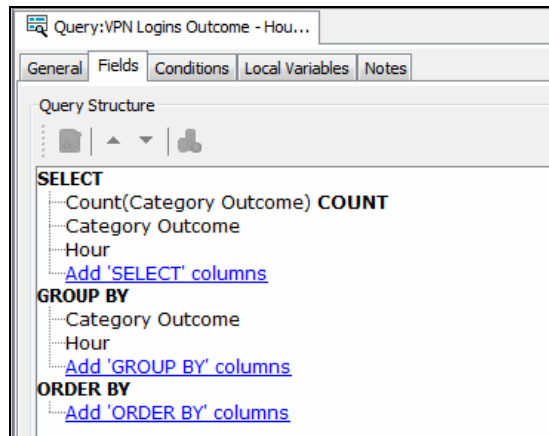 Query:VPN Logins Outcome - Hou...
General Fields Conditions Local Variables Notes
Query Structure
SELECT
Count(Category Outcome) COUNT
Category Outcome
Hour
Add 'SELECT' columns
GROUP BY
Category Outcome
Hour
Add 'GROUP BY' columns
ORDER BY
Add 'ORDER BY' columns